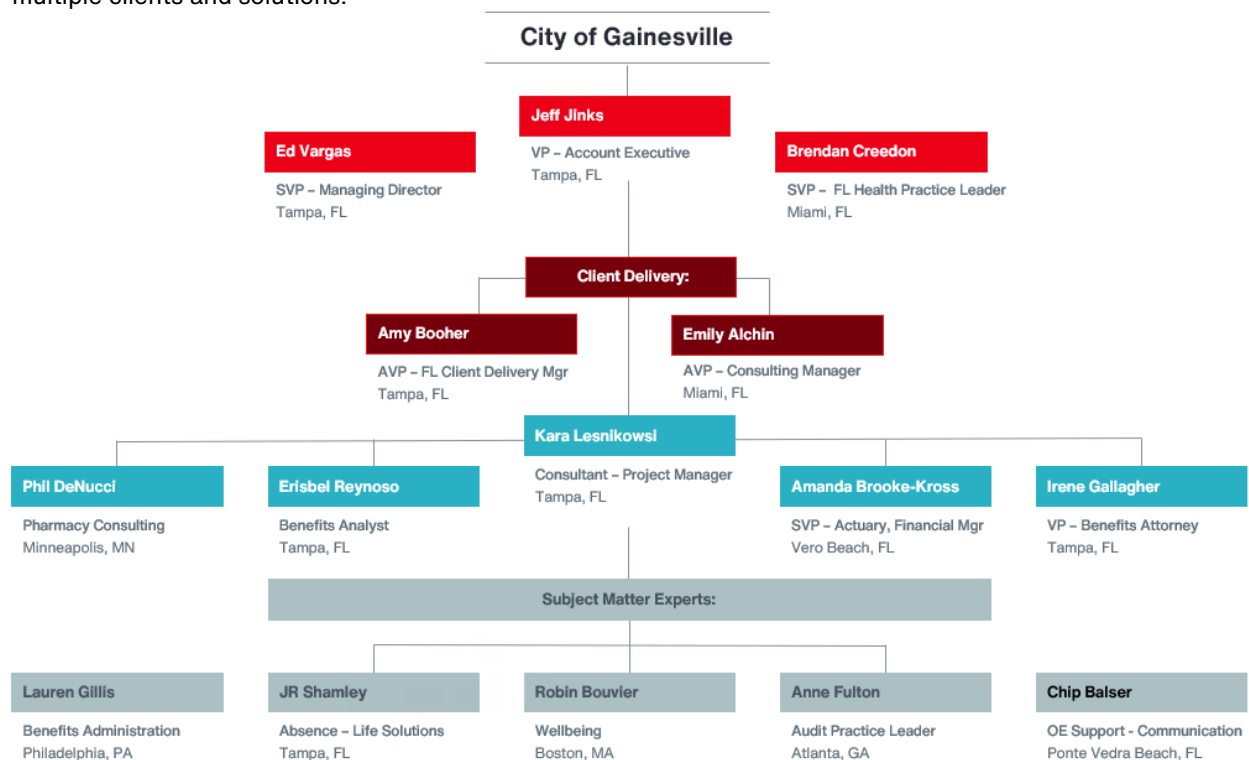 multiple clients and solutions.
City of Gainesville
Jeff Jinks
VP – Account Executive
Tampa, FL
Ed Vargas
SVP – Managing Director
Tampa, FL
Brendan Creedon
SVP – FL Health Practice Leader
Miami, FL
Client Delivery:
Amy Booher
AVP – FL Client Delivery Mgr
Tampa, FL
Emily Alchin
AVP – Consulting Manager
Miami, FL
Kara Lesnikowsi
Consultant – Project Manager
Tampa, FL
Phil DeNucci
Pharmacy Consulting
Minneapolis, MN
Erisbel Reynoso
Benefits Analyst
Tampa, FL
Amanda Brooke-Kross
SVP – Actuary, Financial Mgr
Vero Beach, FL
Irene Gallagher
VP – Benefits Attorney
Tampa, FL
Subject Matter Experts:
Lauren Gillis
Benefits Administration
Philadelphia, PA
JR Shamley
Absence – Life Solutions
Tampa, FL
Robin Bouvier
Wellbeing
Boston, MA
Anne Fulton
Audit Practice Leader
Atlanta, GA
Chip Balser
OE Support - Communication
Ponte Vedra Beach, FL